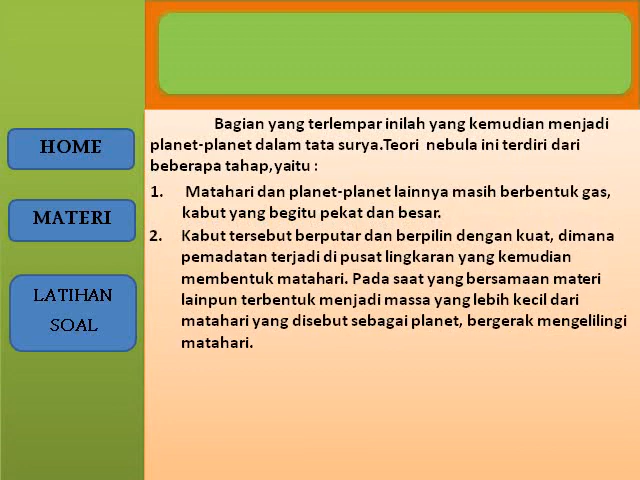 HOME
MATERI
LATIHAN
SOAL
Bagian yang terlempar inilah yang kemudian menjadi
planet-planet dalam tata surya.Teori nebula ini terdiri dari
beberapa tahap,yaitu :
1. Matahari dan planet-planet lainnya masih berbentuk gas,
kabut yang begitu pekat dan besar.
2. Kabut tersebut berputar dan berpilin dengan kuat, dimana
pemadatan terjadi di pusat lingkaran yang kemudian
membentuk matahari. Pada saat yang bersamaan materi
lainpun terbentuk menjadi massa yang lebih kecil dari
matahari yang disebut sebagai planet, bergerak mengelilingi
matahari.